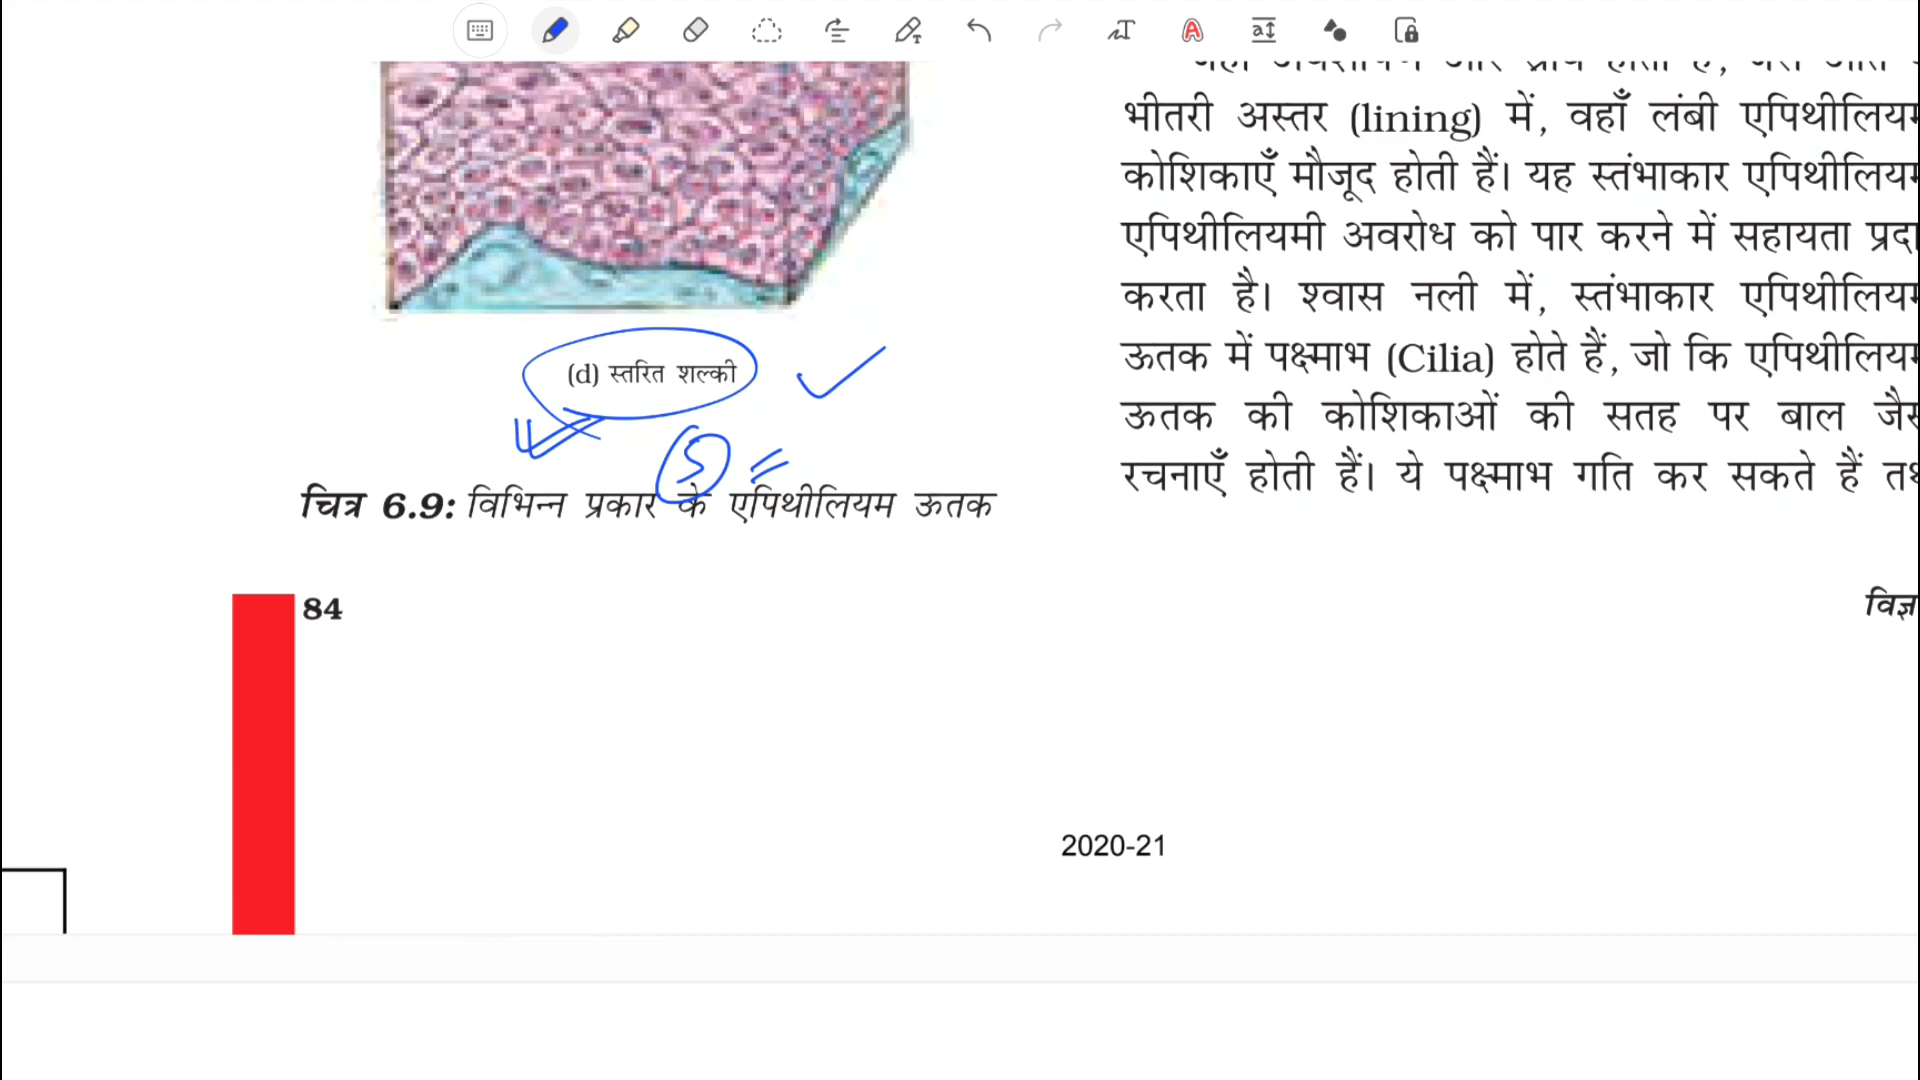 (d) स्तरित शल्की
5 =
चित्र 6.9: विभिन्न प्रकार के एपिथीलियम ऊतक
84
भीतरी अस्तर (lining) में, वहाँ लंबी एपिथीलियम
कोशिकाएँ मौजूद होती हैं। यह स्तंभाकार एपिथीलियम
एपिथीलियमी अवरोध को पार करने में सहायता
करता है। श्वास नली में, स्तंभाकार एपिथीलियम
ऊतक में पक्ष्माभ (Cilia) होते हैं, जो कि एपिथीलियम
ऊतक की कोशिकाओं की सतह पर बाल
रचनाएँ होती हैं। ये पक्ष्माभ गति कर सकते हैं
2020-21